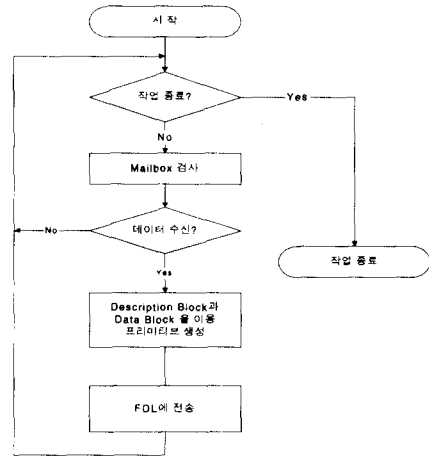 시 작
작업 종료?
Yes
No
Mailbox 검사
No
데이터 수신?
작업 종료
Yes
Description Block과
Data Block 을 이용
프리미티브 생성
FDL에 전송